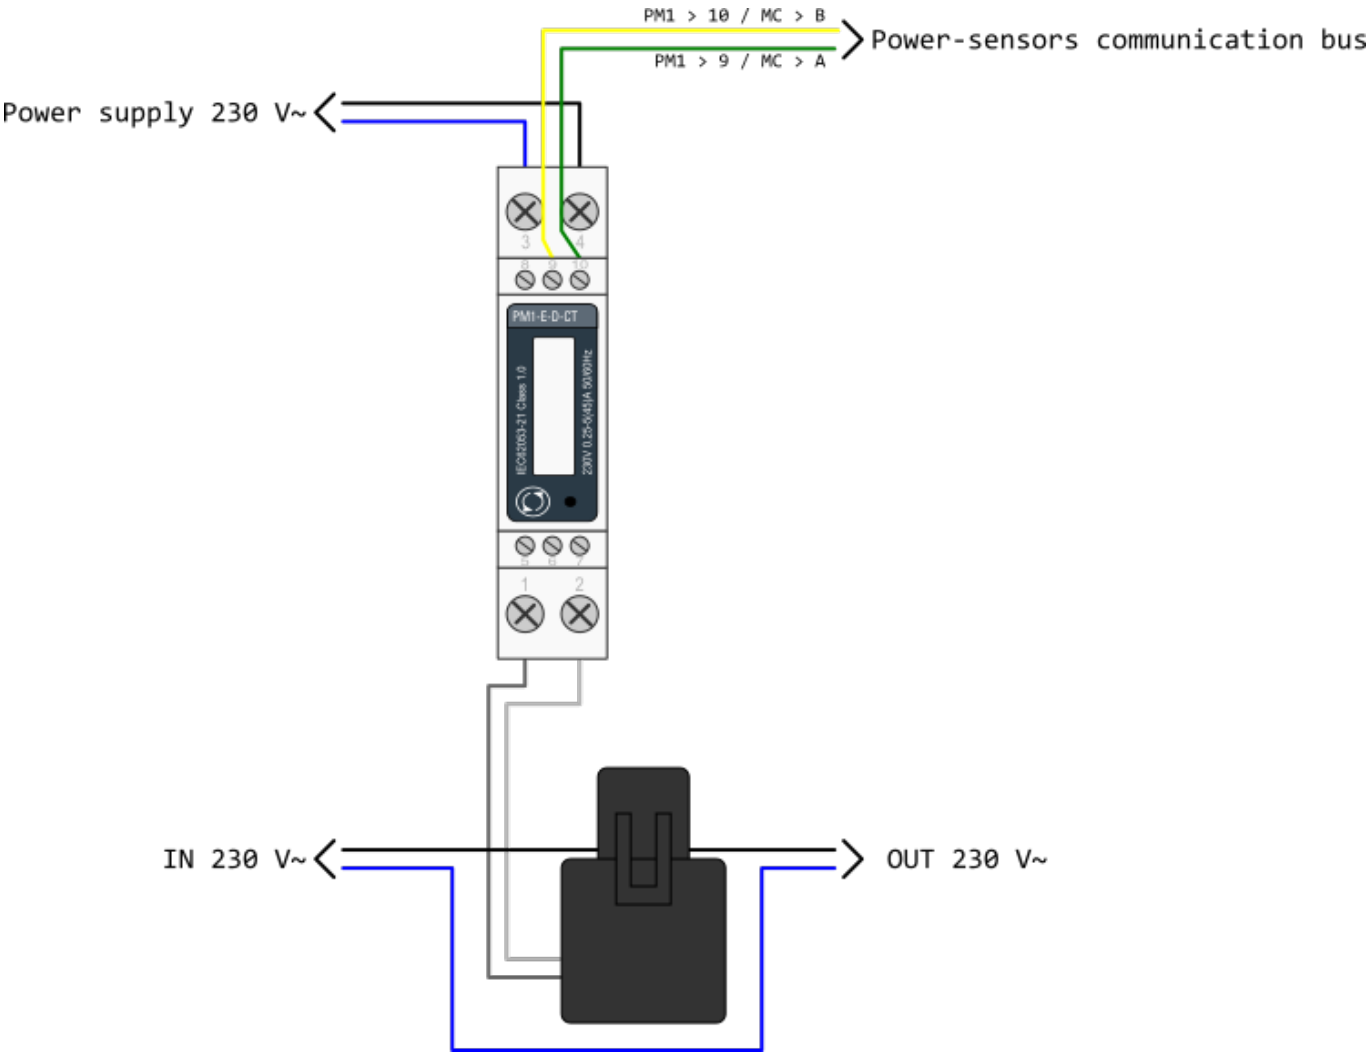 PM1 > 10 / MC > B
Power-sensors communication bus
PM1 > 9 / MC > A
Power supply 230 V~
3 4
8 9 10
PM1-E-D-CT
IEC62053-21 Class 1.0
230V 0.25-5(45)A 50/60Hz
5 6 7
1 2
IN 230 V~
OUT 230 V~